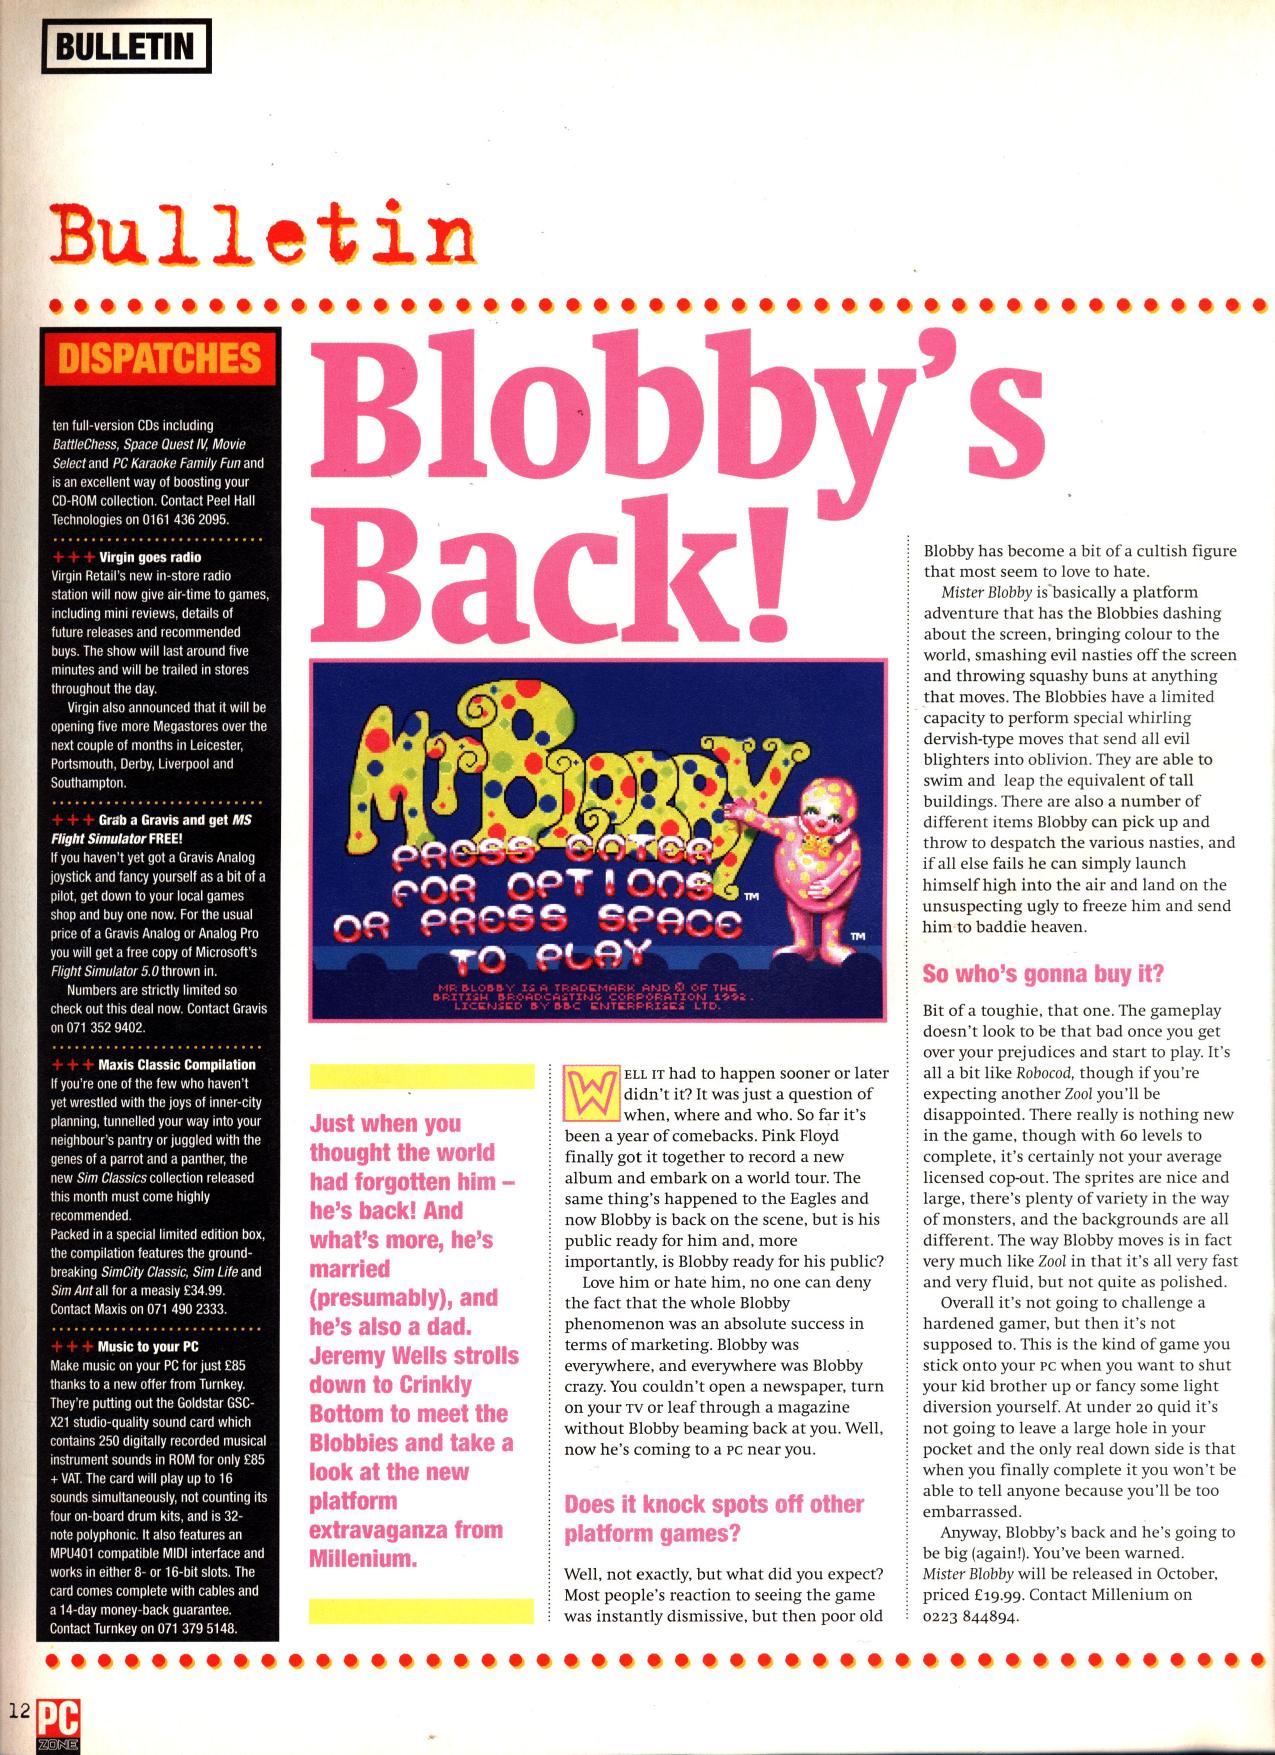 BULLETIN
Bulletin
DISPATCHES
ten full-version CDs including
BattleChess, Space Quest IV, Movie
Select and PC Karaoke Family Fun and
is an excellent way of boosting your
CD-ROM collection. Contact Peel Hall
Technologies on 0161 436 2095.
+++ Virgin goes radio
Virgin Retail's new in-store radio
station will now give air-time to games,
including mini reviews, details of
future releases and recommended
buys. The show will last around five
minutes and will be trailed in stores
throughout the day.
Virgin also announced that it will be
opening five more Megastores over the
next couple of months in Leicester,
Portsmouth, Derby, Liverpool and
Southampton.
+++ Grab a Gravis and get MS
Flight Simulator FREE!
If you haven't yet got a Gravis Analog
joystick and fancy yourself as a bit of a
pilot, get down to your local games
shop and buy one now. For the usual
price of a Gravis Analog or Analog Pro
you will get a free copy of Microsoft's
Flight Simulator 5.0 thrown in.
Numbers are strictly limited so
check out this deal now. Contact Gravis
on 071 352 9402.
+++ Maxis Classic Compilation
If you're one of the few who haven't
yet wrestled with the joys of inner-city
planning, tunnelled your way into your
neighbour's pantry or juggled with the
genes of a parrot and a panther, the
new Sim Classics collection released
this month must come highly
recommended.
Packed in a special limited edition box,
the compilation features the ground-
breaking SimCity Classic, Sim Life and
Sim Ant all for a measly £34.99.
Contact Maxis on 071 490 2333.
+++ Music to your PC
Make music on your PC for just £85
thanks to a new offer from Turnkey.
They're putting out the Goldstar GSC-
X21 studio-quality sound card which
contains 250 digitally recorded musical
instrument sounds in ROM for only £85
+ VAT. The card will play up to 16
sounds simultaneously, not counting its
four on-board drum kits, and is 32-
note polyphonic. It also features an
MPU401 compatible MIDI interface and
works in either 8- or 16-bit slots. The
card comes complete with cables and
a 14-day money-back guarantee.
Contact Turnkey on 071 379 5148.
Blobby's
Back!
Mr Blobby
PRESS ENTER
FOR OPTIONS
OR PRESS SPACE
TO PLAY
™
™
MR BLOBBY IS A TRADEMARK AND © OF THE
BRITISH BROADCASTING CORPORATION 1992.
LICENSED BY BBC ENTERPRISES LTD.
Just when you
thought the world
had forgotten him –
he's back! And
what's more, he's
married
(presumably), and
he's also a dad.
Jeremy Wells strolls
down to Crinkly
Bottom to meet the
Blobbies and take a
look at the new
platform
extravaganza from
Millenium.
WELL IT had to happen sooner or later
didn't it? It was just a question of
when, where and who. So far it's
been a year of comebacks. Pink Floyd
finally got it together to record a new
album and embark on a world tour. The
same thing's happened to the Eagles and
now Blobby is back on the scene, but is his
public ready for him and, more
importantly, is Blobby ready for his public?
Love him or hate him, no one can deny
the fact that the whole Blobby
phenomenon was an absolute success in
terms of marketing. Blobby was
everywhere, and everywhere was Blobby
crazy. You couldn't open a newspaper, turn
on your TV or leaf through a magazine
without Blobby beaming back at you. Well,
now he's coming to a PC near you.
Does it knock spots off other
platform games?
Well, not exactly, but what did you expect?
Most people's reaction to seeing the game
was instantly dismissive, but then poor old
Blobby has become a bit of a cultish figure
that most seem to love to hate.
Mister Blobby is basically a platform
adventure that has the Blobbies dashing
about the screen, bringing colour to the
world, smashing evil nasties off the screen
and throwing squashy buns at anything
that moves. The Blobbies have a limited
capacity to perform special whirling
dervish-type moves that send all evil
blighters into oblivion. They are able to
swim and leap the equivalent of tall
buildings. There are also a number of
different items Blobby can pick up and
throw to despatch the various nasties, and
if all else fails he can simply launch
himself high into the air and land on the
unsuspecting ugly to freeze him and send
him to baddie heaven.
So who's gonna buy it?
Bit of a toughie, that one. The gameplay
doesn't look to be that bad once you get
over your prejudices and start to play. It's
all a bit like Robocod, though if you're
expecting another Zool you'll be
disappointed. There really is nothing new
in the game, though with 60 levels to
complete, it's certainly not your average
licensed cop-out. The sprites are nice and
large, there's plenty of variety in the way
of monsters, and the backgrounds are all
different. The way Blobby moves is in fact
very much like Zool in that it's all very fast
and very fluid, but not quite as polished.
Overall it's not going to challenge a
hardened gamer, but then it's not
supposed to. This is the kind of game you
stick onto your PC when you want to shut
your kid brother up or fancy some light
diversion yourself. At under 20 quid it's
not going to leave a large hole in your
pocket and the only real down side is that
when you finally complete it you won't be
able to tell anyone because you'll be too
embarrassed.
Anyway, Blobby's back and he's going to
be big (again!). You've been warned.
Mister Blobby will be released in October,
priced £19.99. Contact Millenium on
0223 844894.
12 PC
ZONE